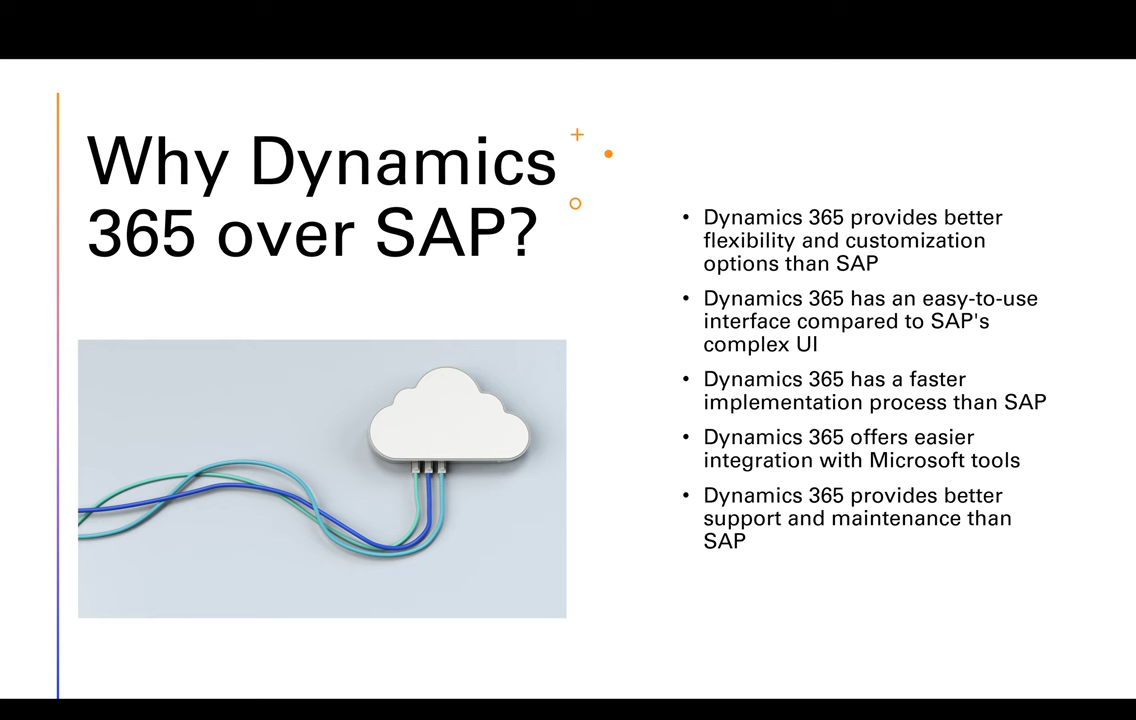 Why Dynamics
365 over SAP?
• Dynamics 365 provides better
flexibility and customization
options than SAP
• Dynamics 365 has an easy-to-use
interface compared to SAP's
complex UI
• Dynamics 365 has a faster
implementation process than SAP
• Dynamics 365 offers easier
integration with Microsoft tools
• Dynamics 365 provides better
support and maintenance than
SAP